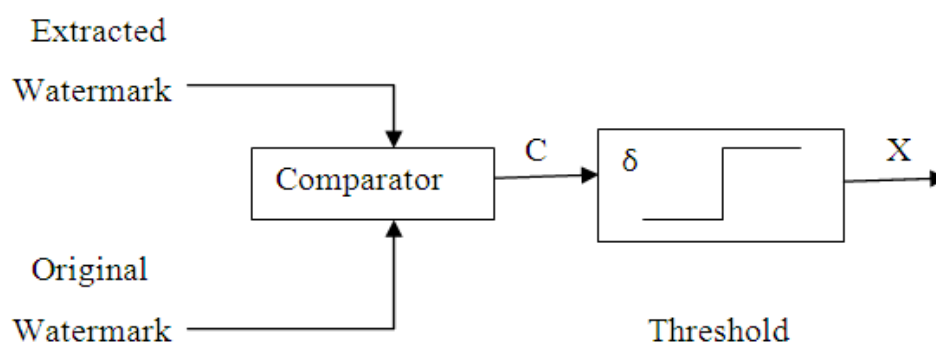 Extracted
Watermark
Comparator
C
δ
X
Original
Watermark
Threshold